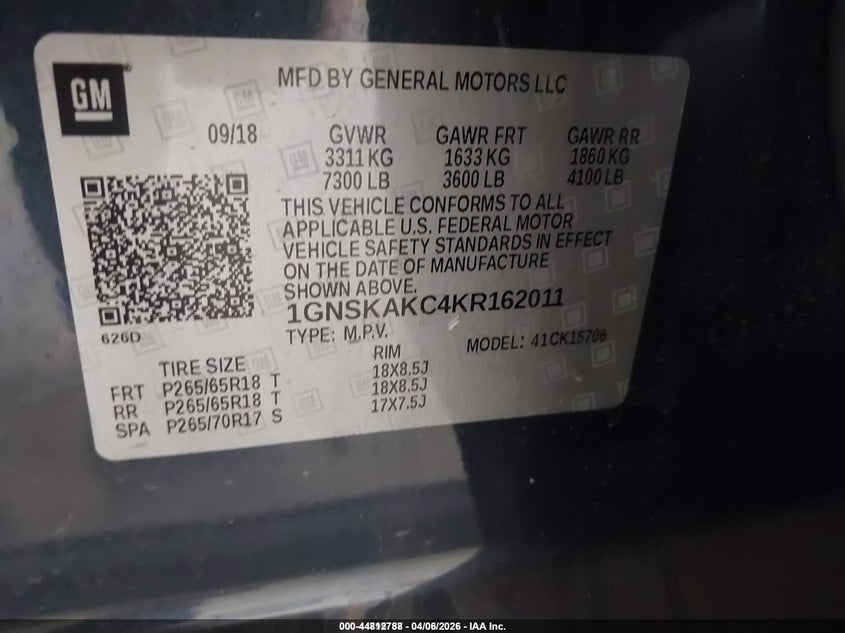 GM
MFD BY GENERAL MOTORS LLC
09/18
GVWR GAWR FRT GAWR RR
3311 KG 1633 KG 1860 KG
7300 LB 3600 LB 4100 LB
THIS VEHICLE CONFORMS TO ALL
APPLICABLE U.S. FEDERAL MOTOR
VEHICLE SAFETY STANDARDS IN EFFECT
ON THE DATE OF MANUFACTURE
SHOWN ABOVE.
1GNSKAKC4KR162011
626D
TYPE: M.P.V. MODEL: 41CK15706
TIRE SIZE RIM
FRT P265/65R18 T 18X8.5J
RR P265/65R18 T 18X8.5J
SPA P265/70R17 S 17X7.5J
04/06/2026 - IAA Inc.